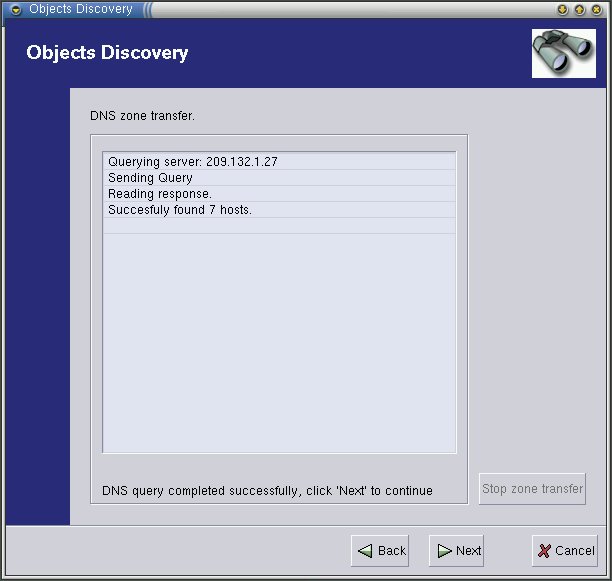 Objects Discovery
Objects Discovery
DNS zone transfer.
Querying server: 209.132.1.27
Sending Query
Reading response.
Succesfuly found 7 hosts.
DNS query completed successfully, click 'Next' to continue
Stop zone transfer
Back
Next
Cancel